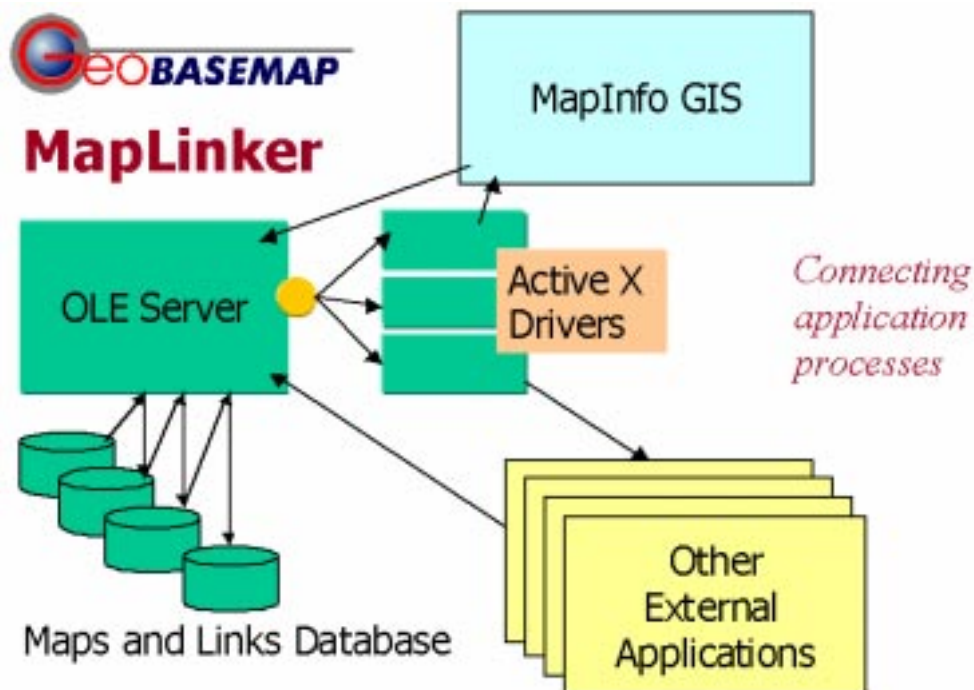 GeoBASEMAP
MapLinker
MapInfo GIS
OLE Server
Active X
Drivers
Connecting
application
processes
Maps and Links Database
Other
External
Applications